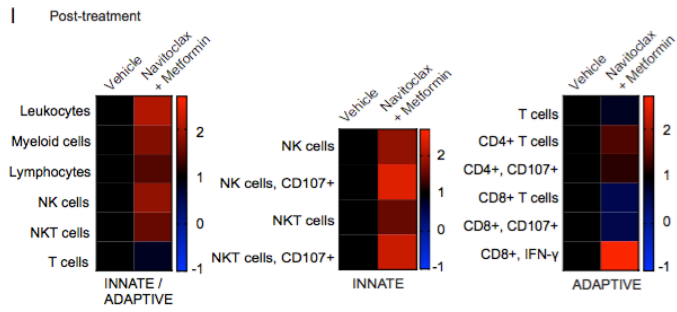 I Post-treatment
Vehicle
Navitoclax
+ Metformin
Leukocytes
Myeloid cells
Lymphocytes
NK cells
NKT cells
T cells
2
1
0
-1
INNATE /
ADAPTIVE
Vehicle
Navitoclax
+ Metformin
NK cells
NK cells, CD107+
NKT cells
NKT cells, CD107+
2
1
0
-1
INNATE
Vehicle
Navitoclax
+ Metformin
T cells
CD4+ T cells
CD4+, CD107+
CD8+ T cells
CD8+, CD107+
CD8+, IFN-γ
2
1
0
-1
ADAPTIVE